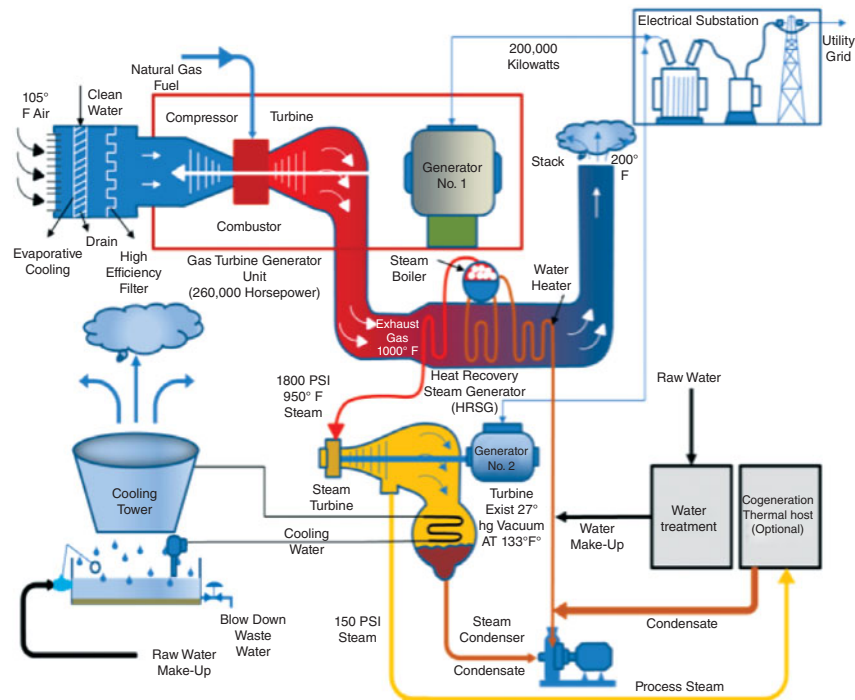 Electrical Substation
200,000
Kilowatts
Utility
Grid
Natural Gas
Fuel
105°
F Air
Clean
Water
Compressor
Turbine
Generator
No. 1
Stack
200°
F
Combustor
Evaporative
Cooling
Drain
High
Efficiency
Filter
Gas Turbine Generator
Unit
(260,000 Horsepower)
Steam
Boiler
Water
Heater
Exhaust
Gas
1000° F
Heat Recovery
Steam Generator
(HRSG)
1800 PSI
950° F
Steam
Raw Water
Generator
No. 2
Steam
Turbine
Turbine
Exist 27°
hg Vacuum
AT 133°F°
Cooling
Tower
Cooling
Water
Water
Make-Up
Water
treatment
Cogeneration
Thermal host
(Optional)
Blow Down
Waste
Water
Raw Water
Make-Up
150 PSI
Steam
Steam
Condenser
Condensate
Condensate
Process Steam